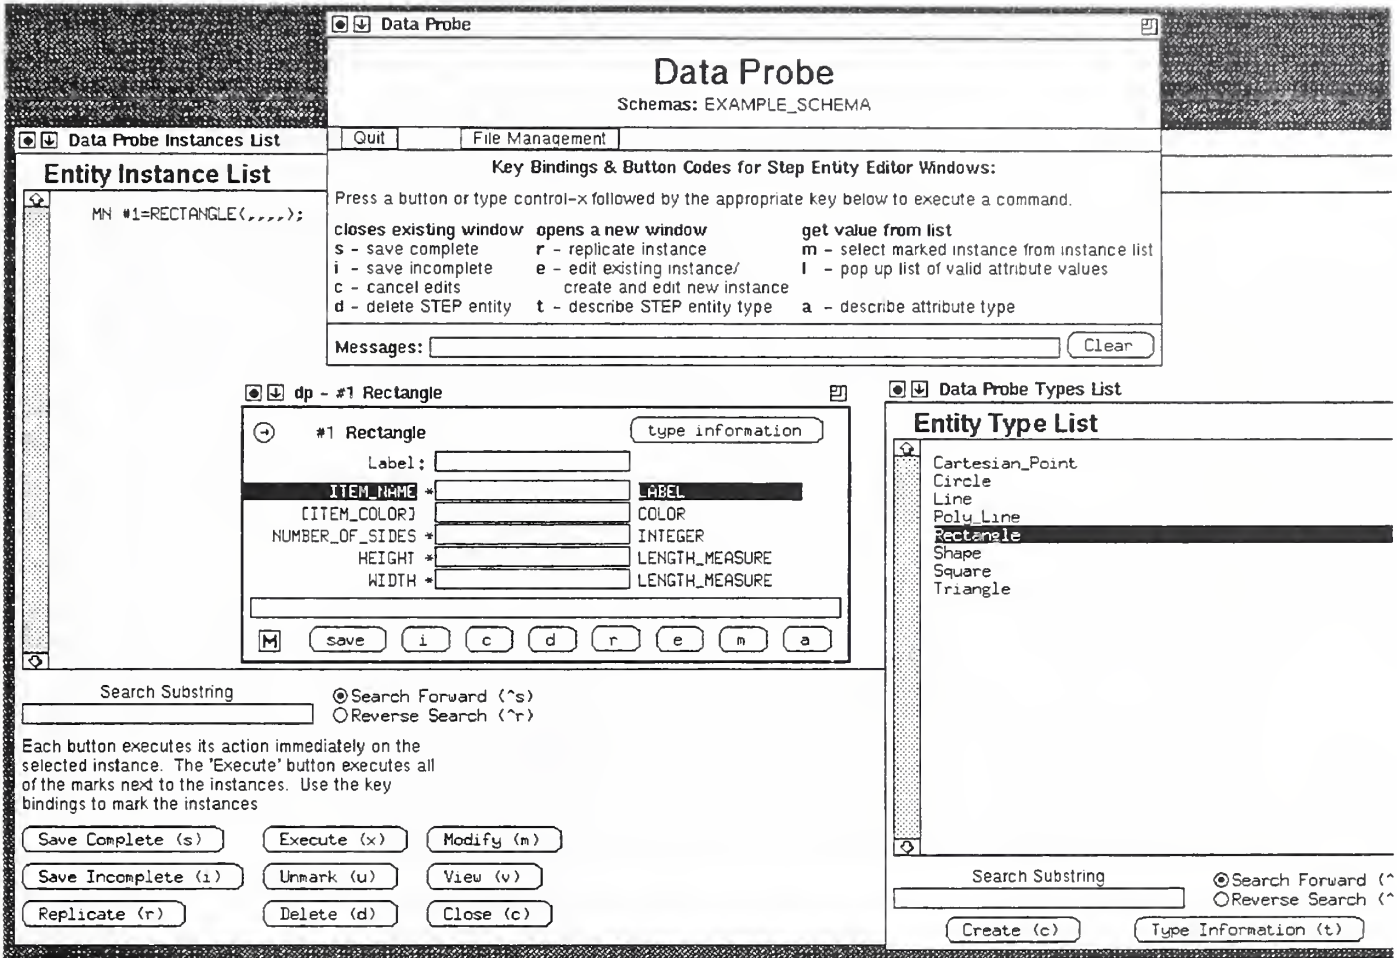 Data Probe
Data Probe
Schemas: EXAMPLE_SCHEMA
Quit
File Management
Key Bindings & Button Codes for Step Entity Editor Windows:
Press a button or type control-x followed by the appropriate key below to execute a command.
closes existing window opens a new window get value from list
s - save complete r - replicate instance m - select marked instance from instance list
i - save incomplete e - edit existing instance/ l - pop up list of valid attribute values
c - cancel edits create and edit new instance
d - delete STEP entity t - describe STEP entity type a - describe attribute type
Messages: Clear
Data Probe Instances List
Entity Instance List
MN #1=RECTANGLE(,,,,);
dp - #1 Rectangle
#1 Rectangle type information
Label:
ITEM_NAME * LABEL
[ITEM_COLOR] COLOR
NUMBER_OF_SIDES * INTEGER
HEIGHT * LENGTH_MEASURE
WIDTH * LENGTH_MEASURE
M save i c d r e m a
Search Substring
Search Forward (^s)
Reverse Search (^r)
Each button executes its action immediately on the
selected instance. The 'Execute' button executes all
of the marks next to the instances. Use the key
bindings to mark the instances
Save Complete (s) Execute (x) Modify (m)
Save Incomplete (i) Unmark (u) View (v)
Replicate (r) Delete (d) Close (c)
Data Probe Types List
Entity Type List
Cartesian_Point
Circle
Line
Poly_Line
Rectangle
Shape
Square
Triangle
Search Substring
Search Forward (^
Reverse Search (^
Create (c) Type Information (t)